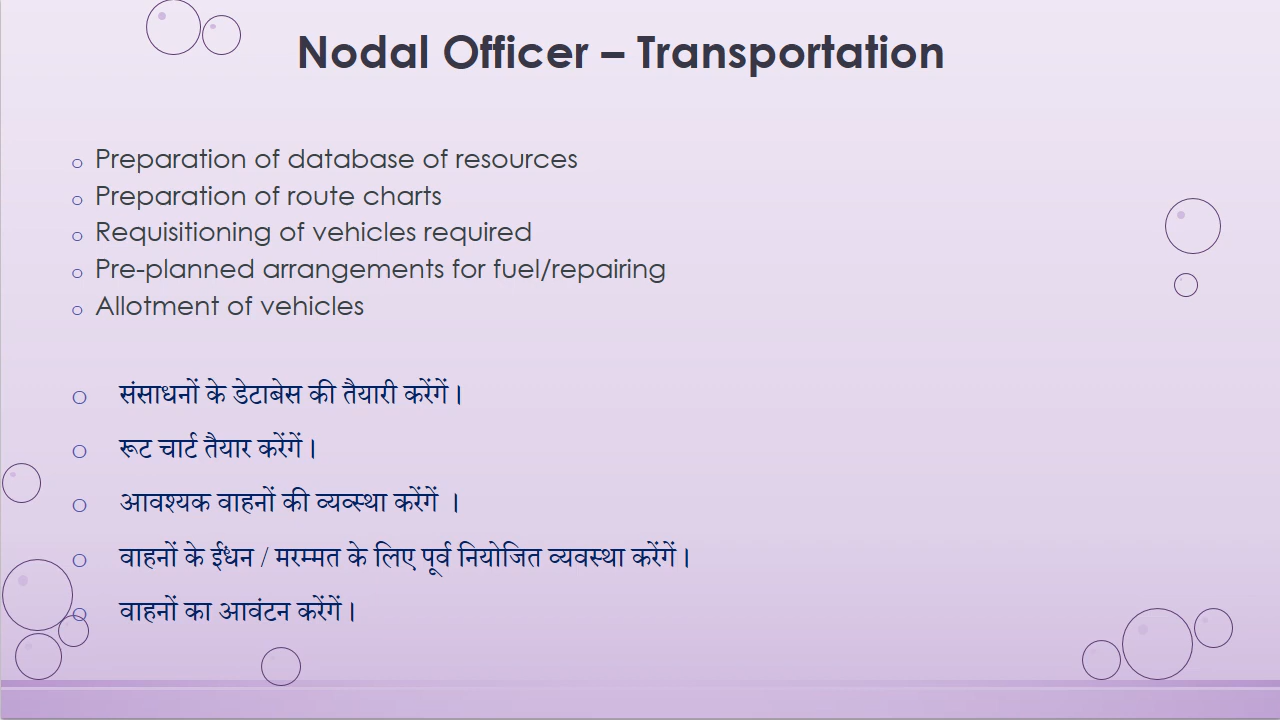 Nodal Officer – Transportation
Preparation of database of resources
Preparation of route charts
Requisitioning of vehicles required
Pre-planned arrangements for fuel/repairing
Allotment of vehicles
संसाधनों के डेटाबेस की तैयारी करेंगें।
रूट चार्ट तैयार करेंगें।
आवश्यक वाहनों की व्यव्स्था करेंगें ।
वाहनों के ईंधन / मरम्मत के लिए पूर्व नियोजित व्यवस्था करेंगें।
वाहनों का आवंटन करेंगें।